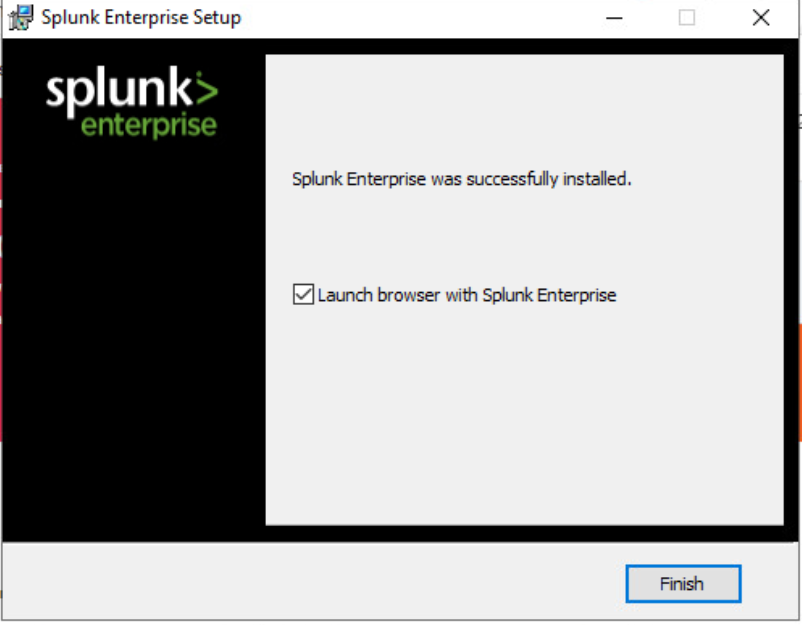 Splunk Enterprise Setup
splunk>
enterprise
Splunk Enterprise was successfully installed.
Launch browser with Splunk Enterprise
Finish